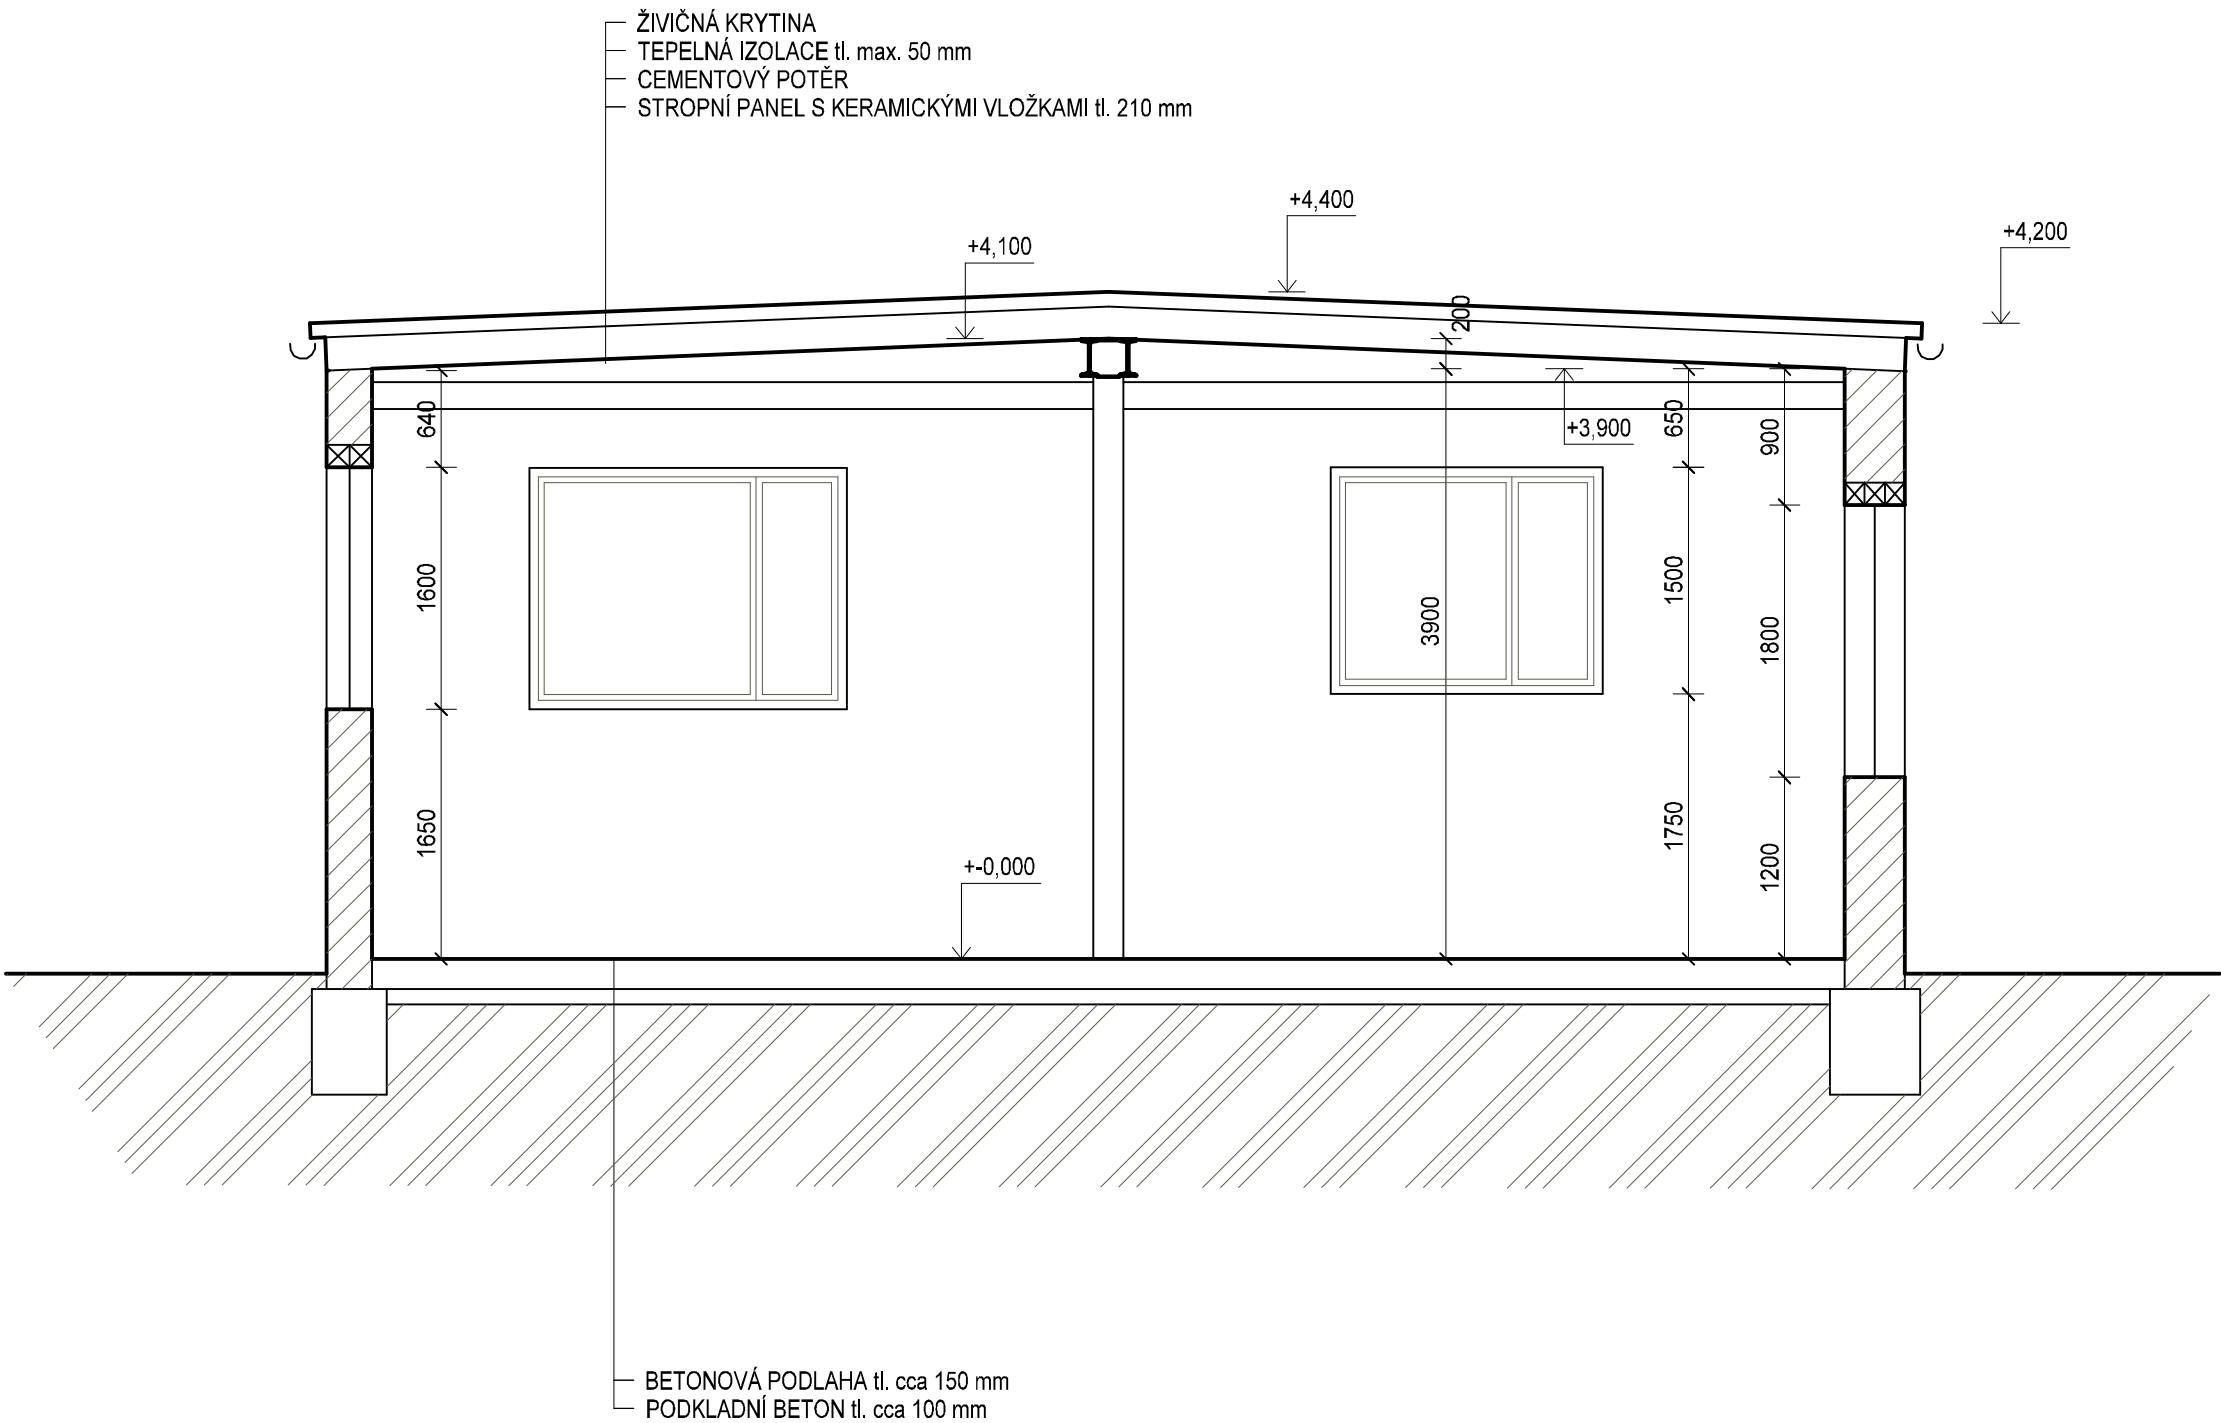 ŽIVIČNÁ KRYTINA
TEPELNÁ IZOLACE tl. max. 50 mm
CEMENTOVÝ POTĚR
STROPNÍ PANEL S KERAMICKÝMI VLOŽKAMI tl. 210 mm
+4,400
+4,200
+4,100
200
640
+3,900
650
900
1600
3900
1500
1800
1650
1750
1200
+-0,000
BETONOVÁ PODLAHA tl. cca 150 mm
PODKLADNÍ BETON tl. cca 100 mm